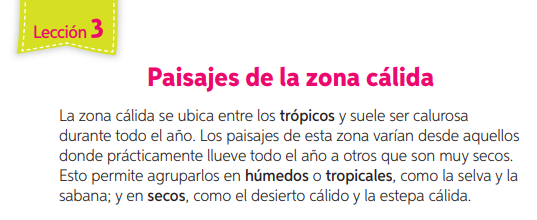 Lección 3
Paisajes de la zona cálida
La zona cálida se ubica entre los trópicos y suele ser calurosa
durante todo el año. Los paisajes de esta zona varían desde aquellos
donde prácticamente llueve todo el año a otros que son muy secos.
Esto permite agruparlos en húmedos o tropicales, como la selva y la
sabana; y en secos, como el desierto cálido y la estepa cálida.